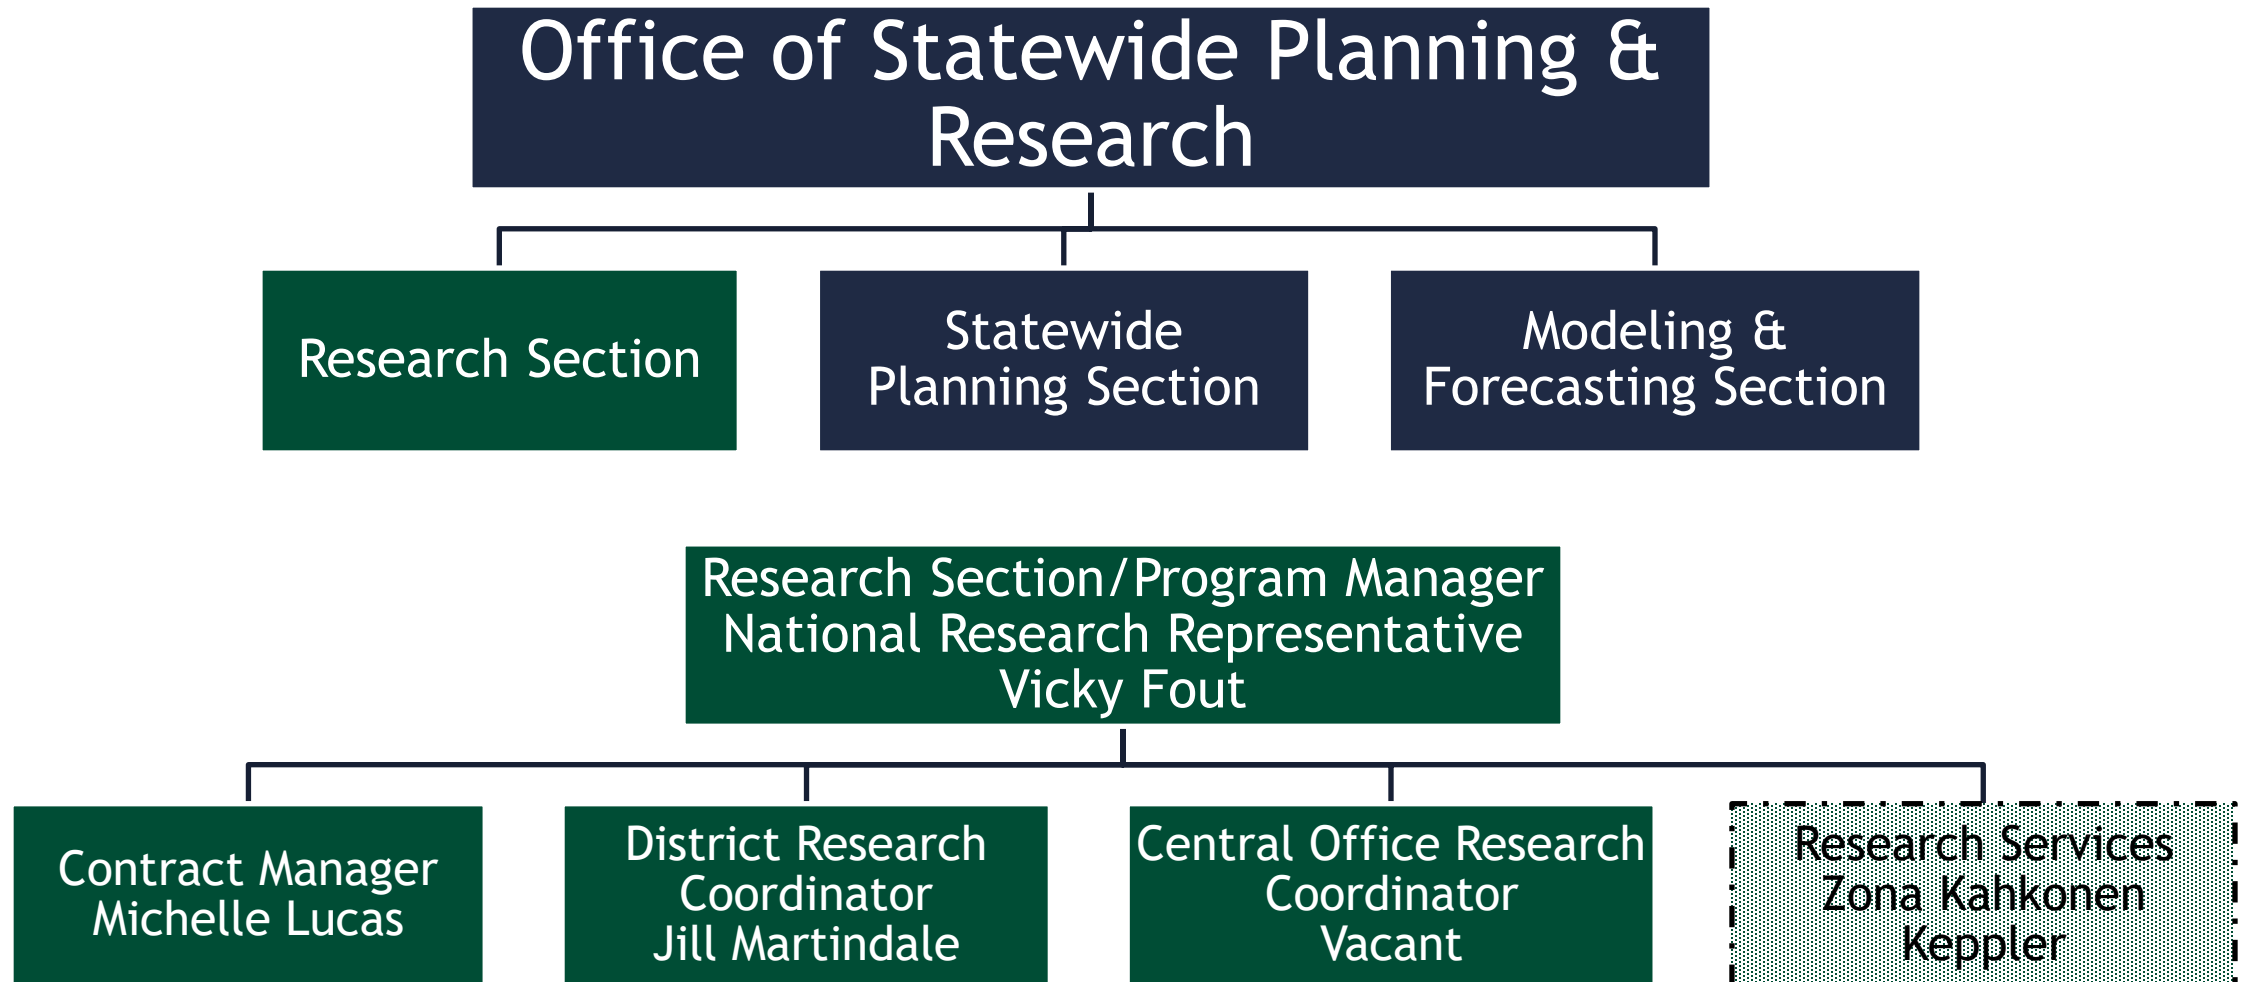 Office of Statewide Planning &
Research
Research Section
Statewide
Planning Section
Modeling &
Forecasting Section
Research Section/Program Manager
National Research Representative
Vicky Fout
Contract Manager
Michelle Lucas
District Research
Coordinator
Jill Martindale
Central Office Research
Coordinator
Vacant
Research Services
Zona Kahkonen
Keppler